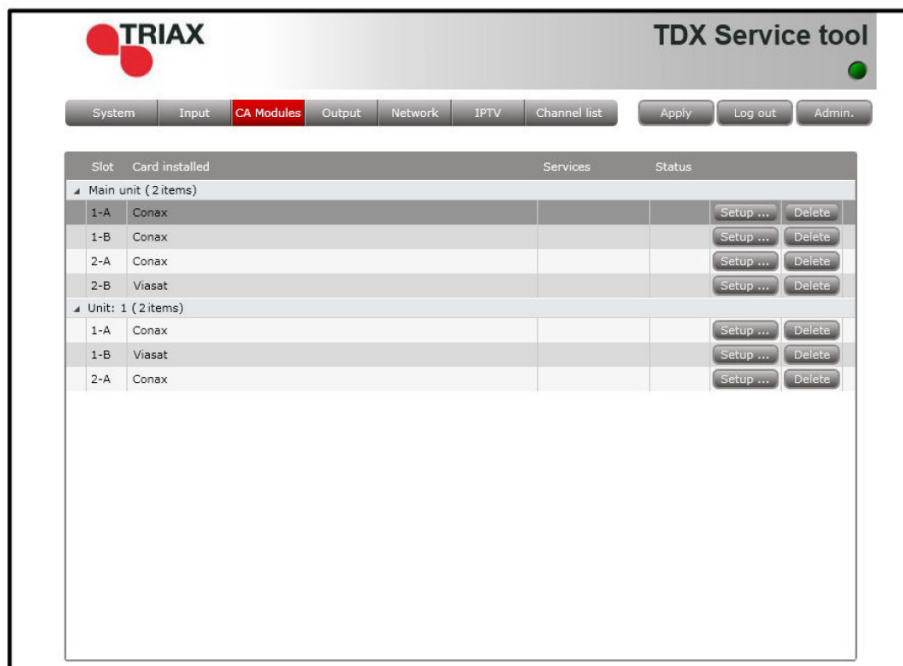 TRIAX
TDX Service tool
System Input CA Modules Output Network IPTV Channel list Apply Log out Admin.
Slot Card installed Services Status
Main unit (2 items)
1-A Conax Setup ... Delete
1-B Conax Setup ... Delete
2-A Conax Setup ... Delete
2-B Viasat Setup ... Delete
Unit: 1 (2 items)
1-A Conax Setup ... Delete
1-B Viasat Setup ... Delete
2-A Conax Setup ... Delete